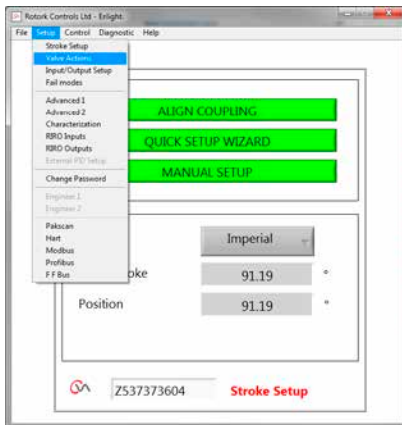 Rotork Controls Ltd - Enlight.
File Setup Control Diagnostic Help
Stroke Setup
Valve Actions
Input/Output Setup
Fail modes
Advanced 1
Advanced 2
Characterization
RIRO Inputs
RIRO Outputs
External PID Setup
Change Password
Engineer 1
Engineer 2
Pakscan
Hart
Modbus
Profibus
F F Bus
ALIGN COUPLING
QUICK SETUP WIZARD
MANUAL SETUP
Imperial
oke 91.19 °
Position 91.19 °
Z537373604 Stroke Setup